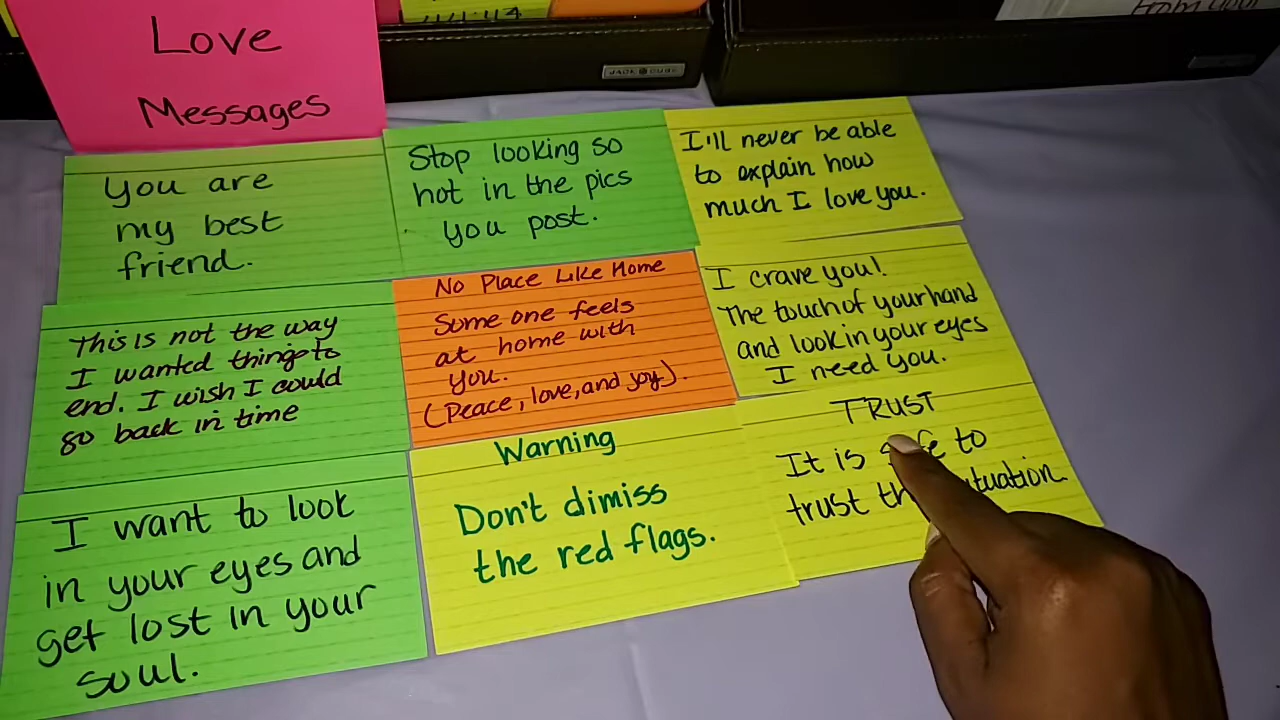 Love
Messages
You are
my best
friend.
Stop looking so
hot in the pics
you post.
I'll never be able
to explain how
much I love you.
This is not the way
I wanted things to
end. I wish I could
go back in time
No Place Like Home
Some one feels
at home with
you.
(Peace, love, and joy).
I crave you!
The touch of your hand
and look in your eyes
I need you.
I want to look
in your eyes and
get lost in your
soul.
Warning
Don't dimiss
the red flags.
TRUST
It is safe to
trust